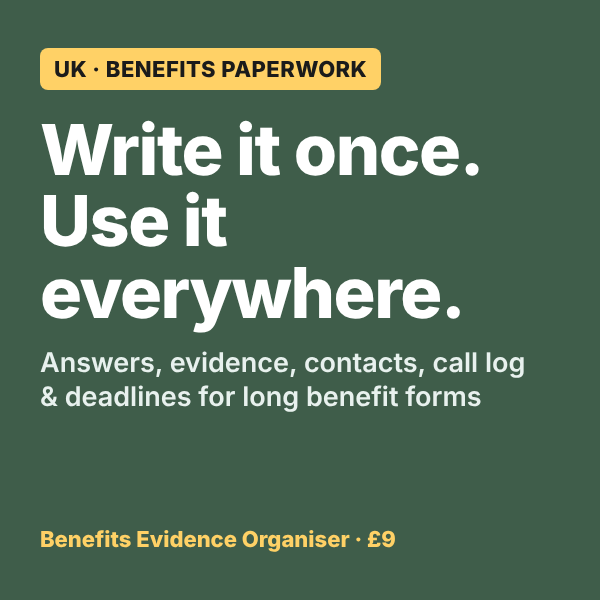 UK · BENEFITS PAPERWORK
Write it once.
Use it
everywhere.
Answers, evidence, contacts, call log
& deadlines for long benefit forms
Benefits Evidence Organiser · £9